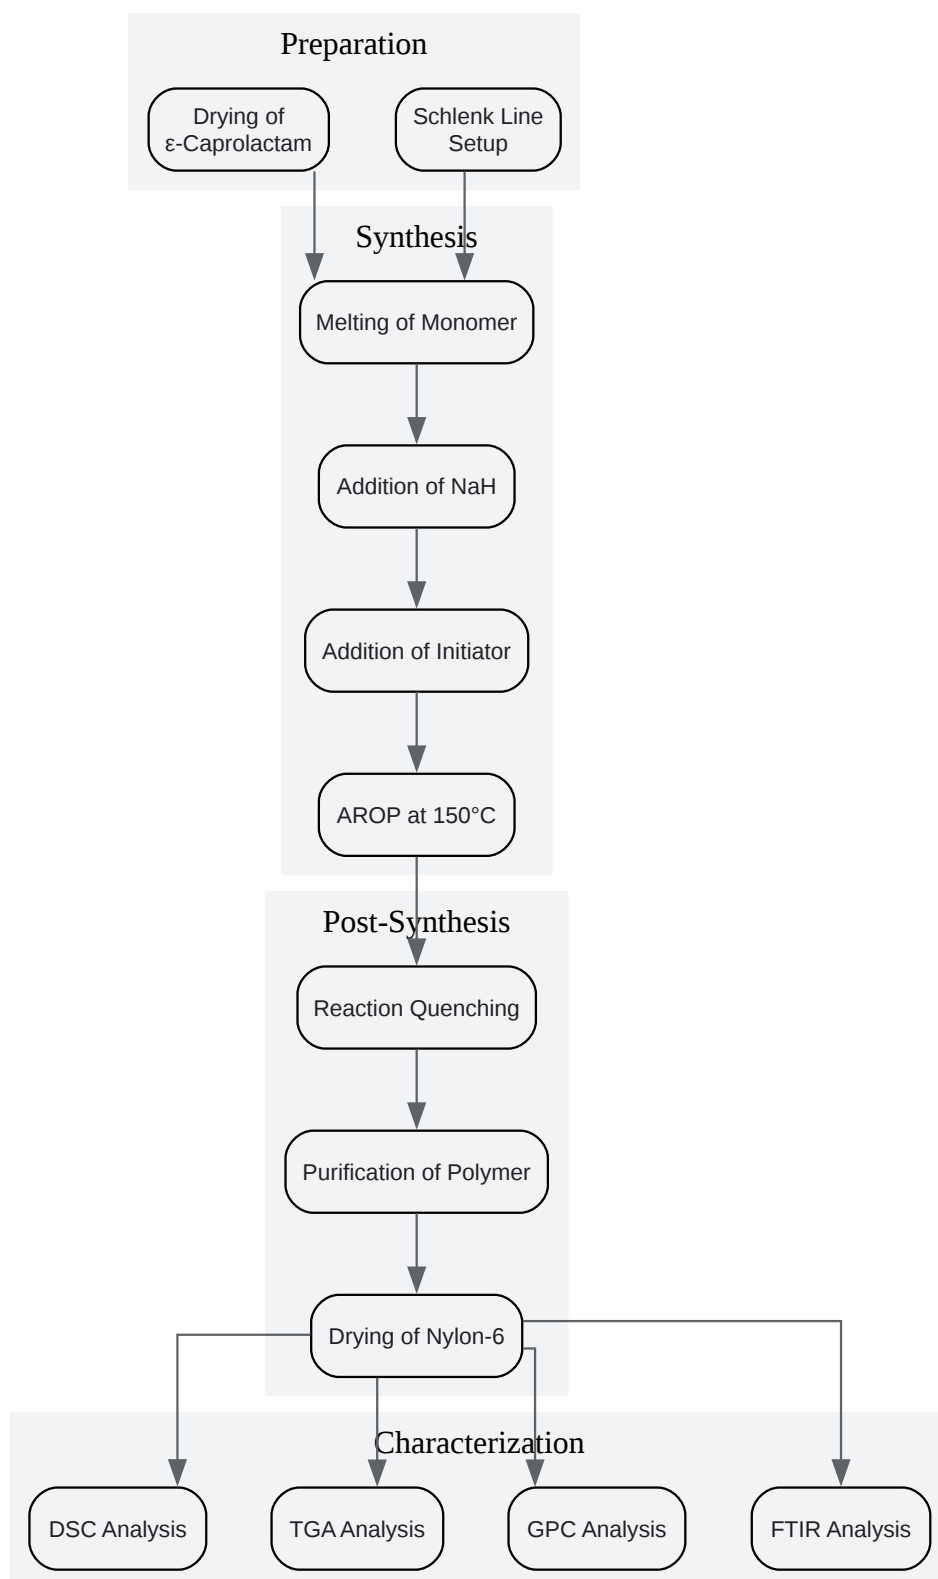 Preparation
Drying of
ε-Caprolactam
Schlenk Line
Setup
Synthesis
Melting of Monomer
Addition of NaH
Addition of Initiator
AROP at 150°C
Post-Synthesis
Reaction Quenching
Purification of Polymer
Drying of Nylon-6
Characterization
DSC Analysis
TGA Analysis
GPC Analysis
FTIR Analysis